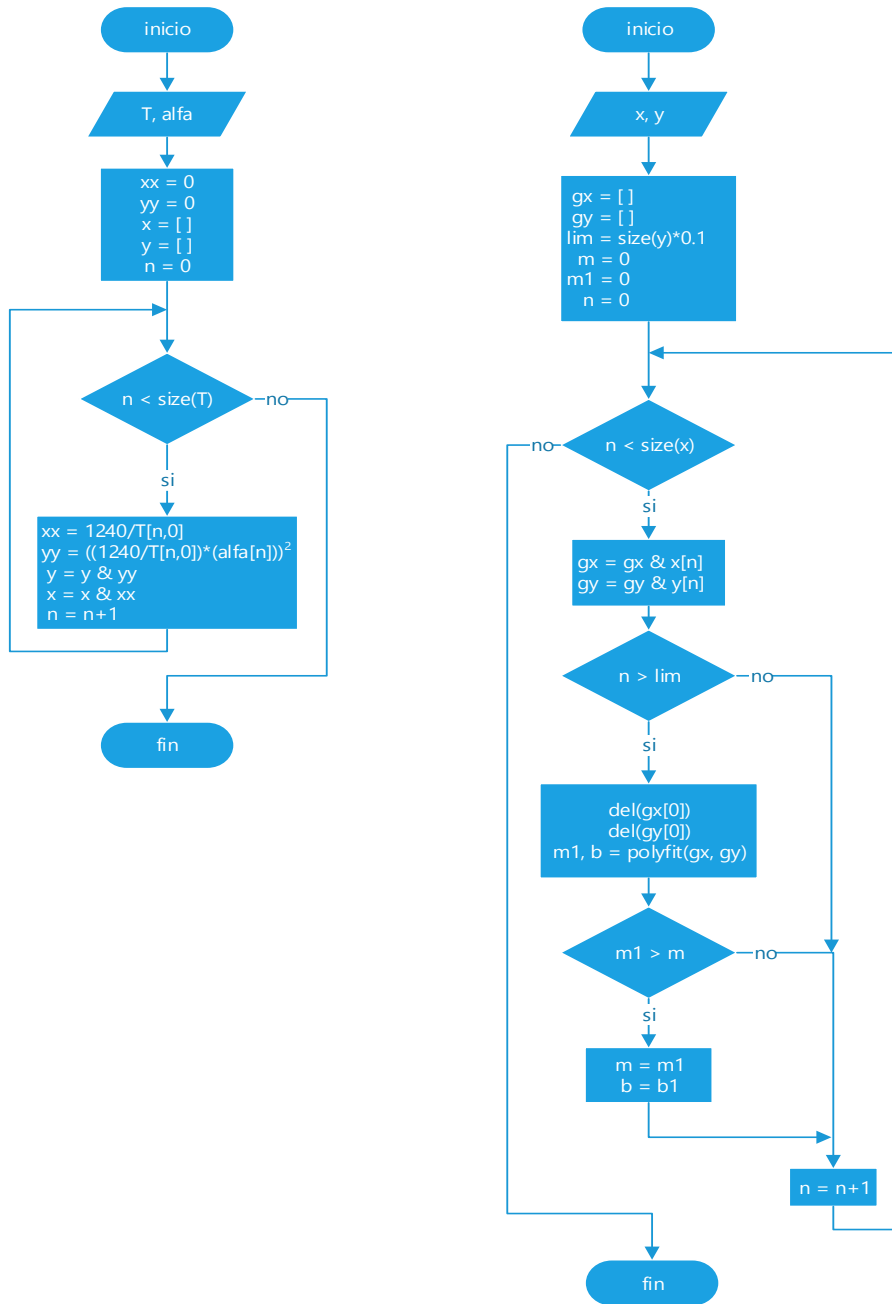 inicio
T, alfa
xx = 0
yy = 0
x = [ ]
y = [ ]
n = 0
n < size(T)
no
si
xx = 1240/T[n,0]
yy = ((1240/T[n,0])*(alfa[n]))²
y = y & yy
x = x & xx
n = n+1
fin
inicio
x, y
gx = [ ]
gy = [ ]
lim = size(y)*0.1
m = 0
m1 = 0
n = 0
n < size(x)
no
si
gx = gx & x[n]
gy = gy & y[n]
n > lim
no
si
del(gx[0])
del(gy[0])
m1, b = polyfit(gx, gy)
m1 > m
no
si
m = m1
b = b1
n = n+1
fin